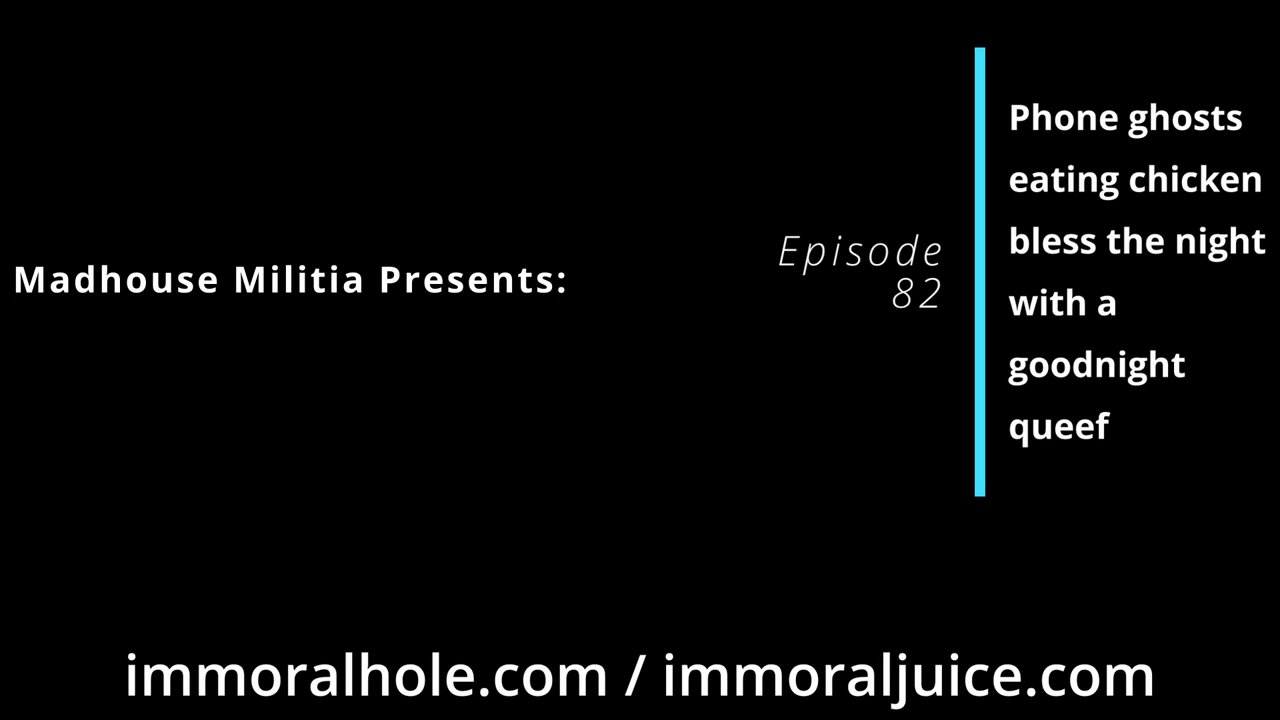 Madhouse Militia Presents:
Episode
82
Phone ghosts
eating chicken
bless the night
with a
goodnight
queef
immoralhole.com / immoraljuice.com